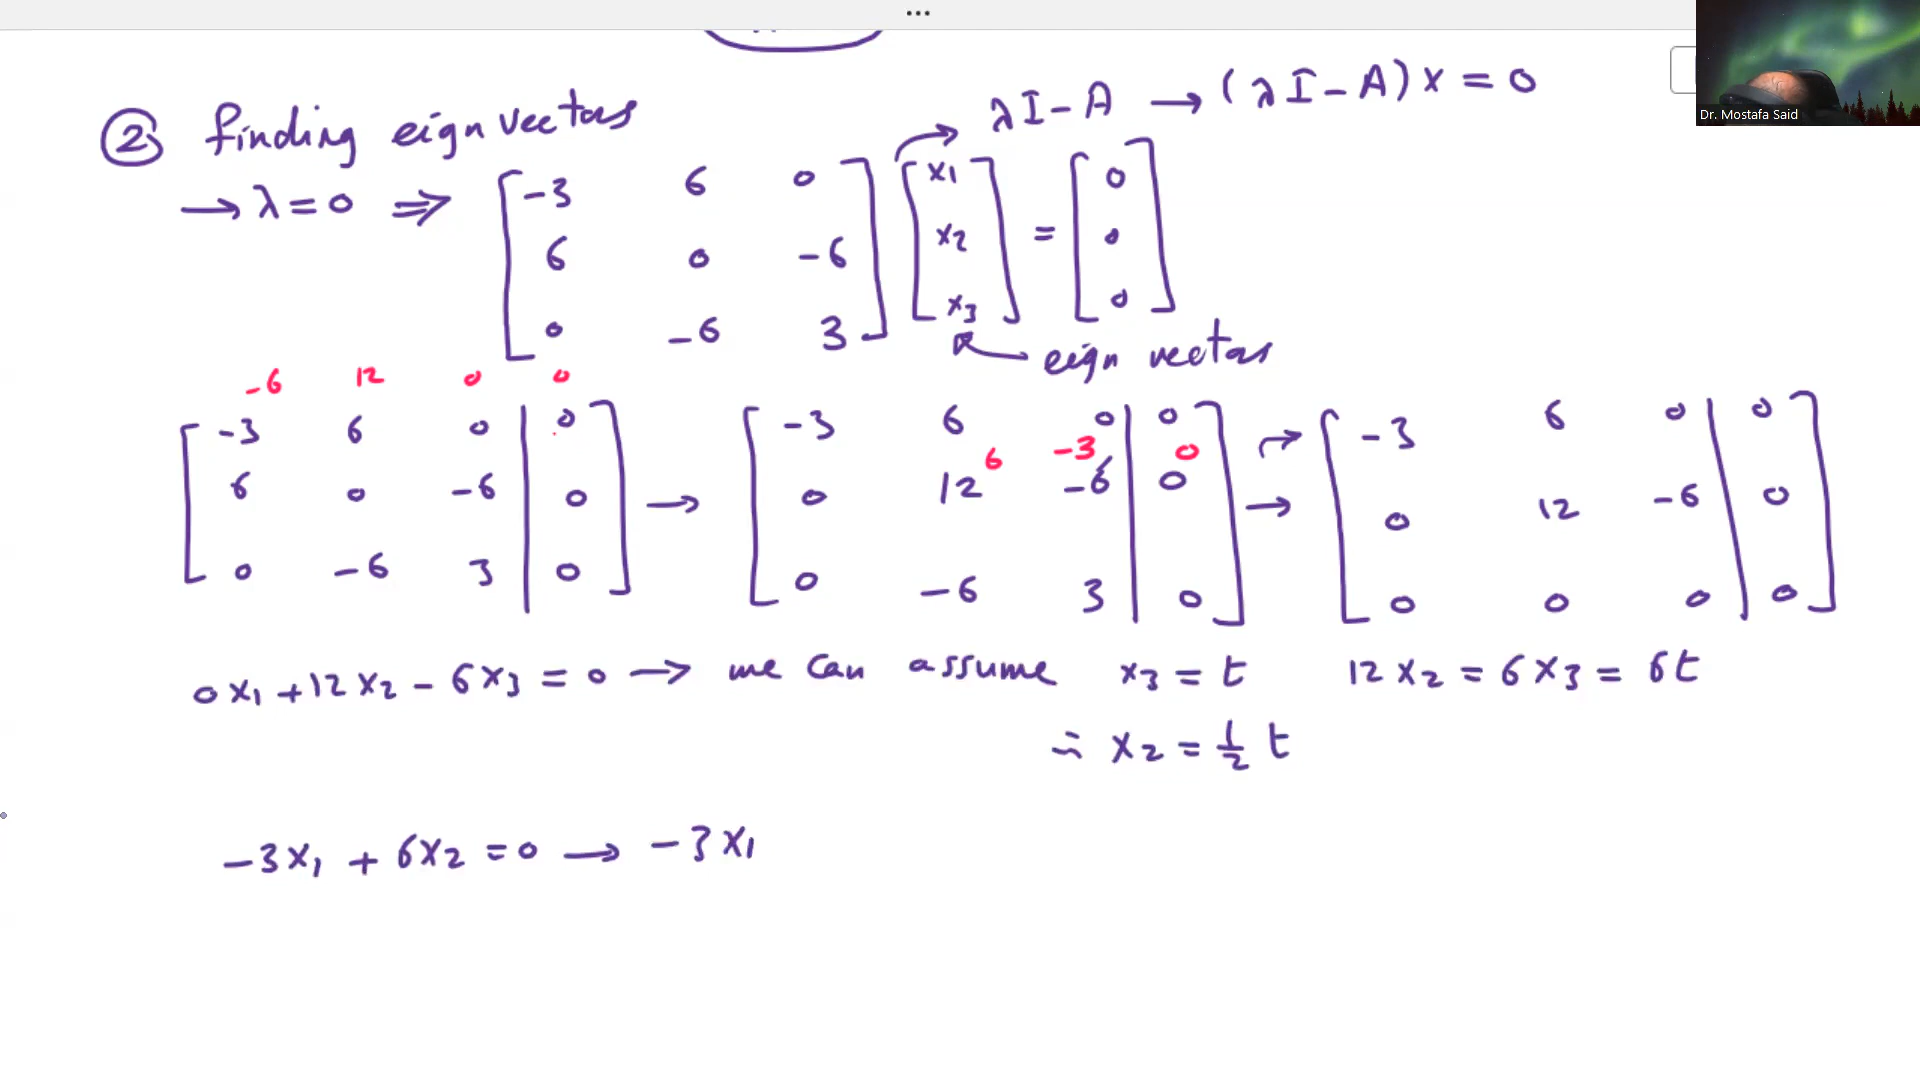 ...
λI - A → (λI - A) x = 0
Dr. Mostafa Said
② finding eign vectors
→ λ = 0 ⇒ [ -3 6 0 ] [ x1 ] = [ 0 ]
[ 6 0 -6 ] [ x2 ] [ 0 ]
[ 0 -6 3 ] [ x3 ] [ 0 ]
eign vectors
-6 12 0 0
[ -3 6 0 | 0 ] → [ -3 6 0 | 0 ] → [ -3 6 0 | 0 ]
6 -3 0
[ 6 0 -6 | 0 ] [ 0 12 -6 | 0 ] → [ 0 12 -6 | 0 ]
[ 0 -6 3 | 0 ] [ 0 -6 3 | 0 ] [ 0 0 0 | 0 ]
0x1 + 12x2 - 6x3 = 0 → we can assume x3 = t 12x2 = 6x3 = 6t
∴ x2 = 1/2 t
-3x1 + 6x2 = 0 → -3x1